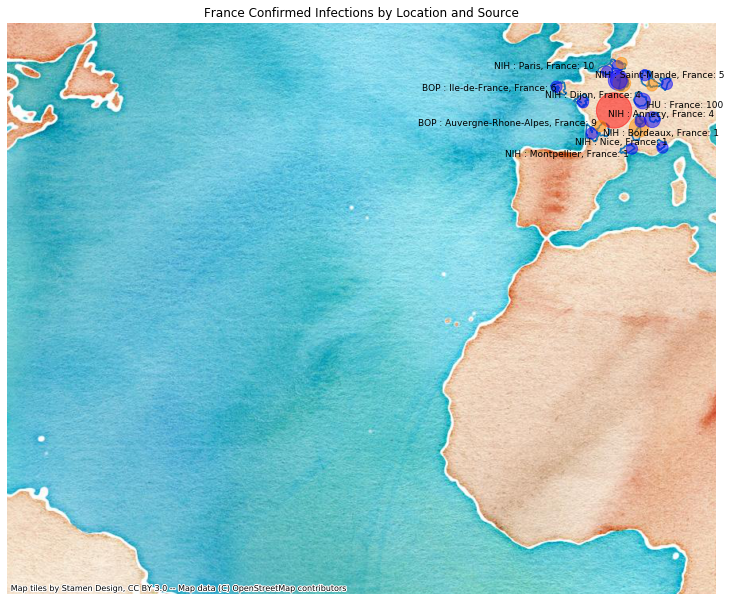 France Confirmed Infections by Location and Source
NIH : Paris, France: 10
NIH : Saint-Mande, France: 5
BOP : Ile-de-France, France: 6
NIH : Dijon, France: 4
JHU : France: 100
NIH : Annecy, France: 4
BOP : Auvergne-Rhone-Alpes, France: 9
NIH : Bordeaux, France: 1
NIH : Nice, France: 1
NIH : Montpellier, France: 1
Map tiles by Stamen Design, CC BY 3.0 -- Map data (C) OpenStreetMap contributors